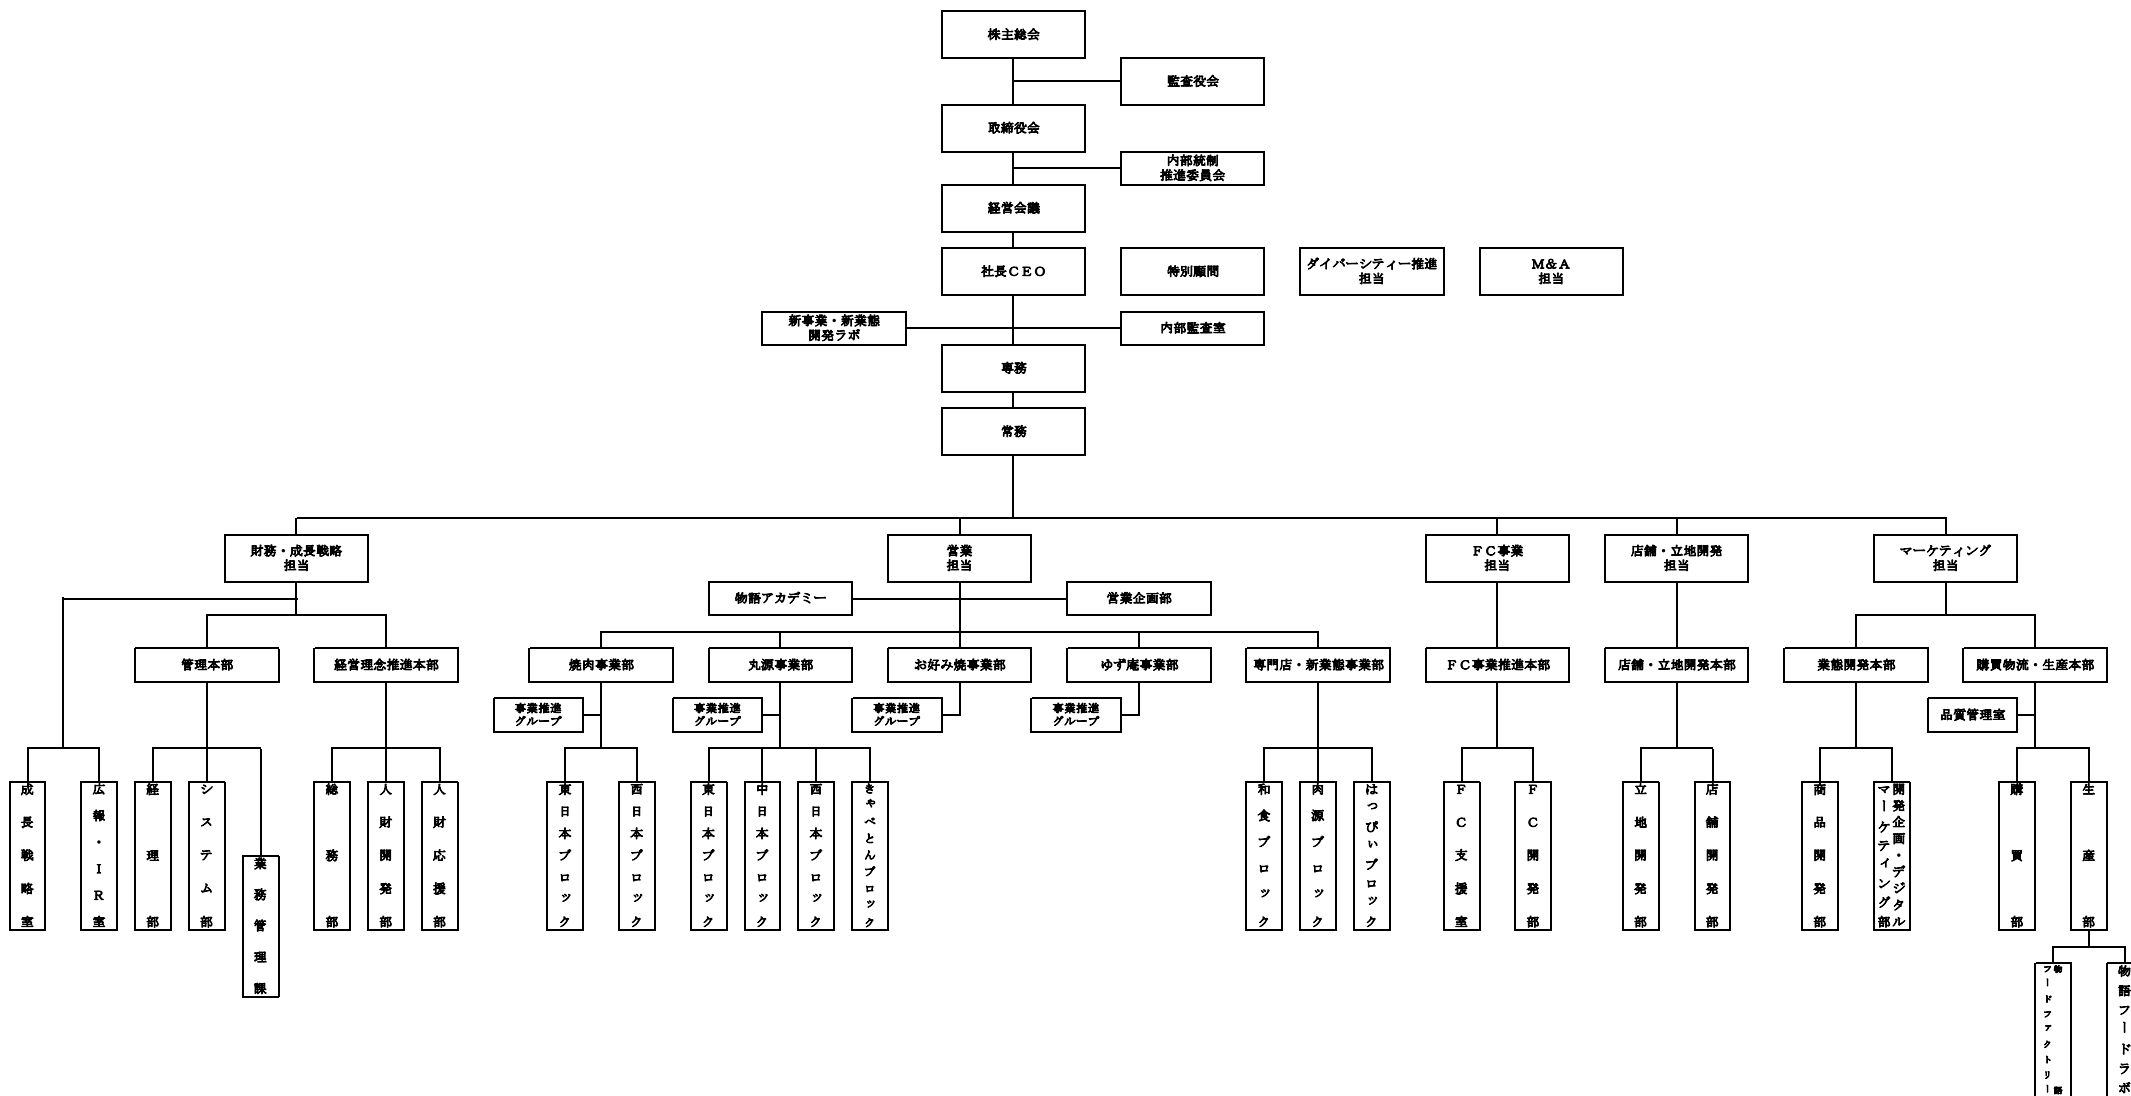 株主総会
監査役会
取締役会
内部統制
推進委員会
経営会議
社長ＣＥＯ
特別顧問
ダイバーシティー推進
担当
Ｍ＆Ａ
担当
新事業・新業態
開発ラボ
内部監査室
専務
常務
財務・成長戦略
担当
営業
担当
ＦＣ事業
担当
店舗・立地開発
担当
マーケティング
担当
物語アカデミー
営業企画部
管理本部
経営理念推進本部
焼肉事業部
丸源事業部
お好み焼事業部
ゆず庵事業部
専門店・新業態事業部
ＦＣ事業推進本部
店舗・立地開発本部
業態開発本部
購買物流・生産本部
事業推進
グループ
事業推進
グループ
事業推進
グループ
事業推進
グループ
品質管理室
成長戦略室
広報・ＩＲ室
経理部
システム部
業務管理課
総務部
人財開発部
人財応援部
東日本ブロック
西日本ブロック
東日本ブロック
中日本ブロック
西日本ブロック
きゃべとんブロック
和食ブロック
肉源ブロック
はっぴぃブロック
ＦＣ支援室
ＦＣ開発部
立地開発部
店舗開発部
商品開発部
開発企画・デジタル
マーケティング部
購買部
生産部
物語
フードファクトリー
物語フードラボ